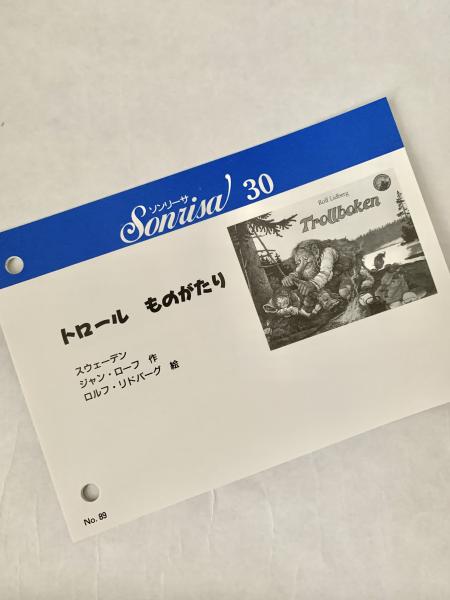 ソンリーサ
Sonrisa 30
Rolf Lidberg
Trollboken
トロール ものがたり
スウェーデン
ジャン・ローフ 作
ロルフ・リドバーグ 絵
No. 89